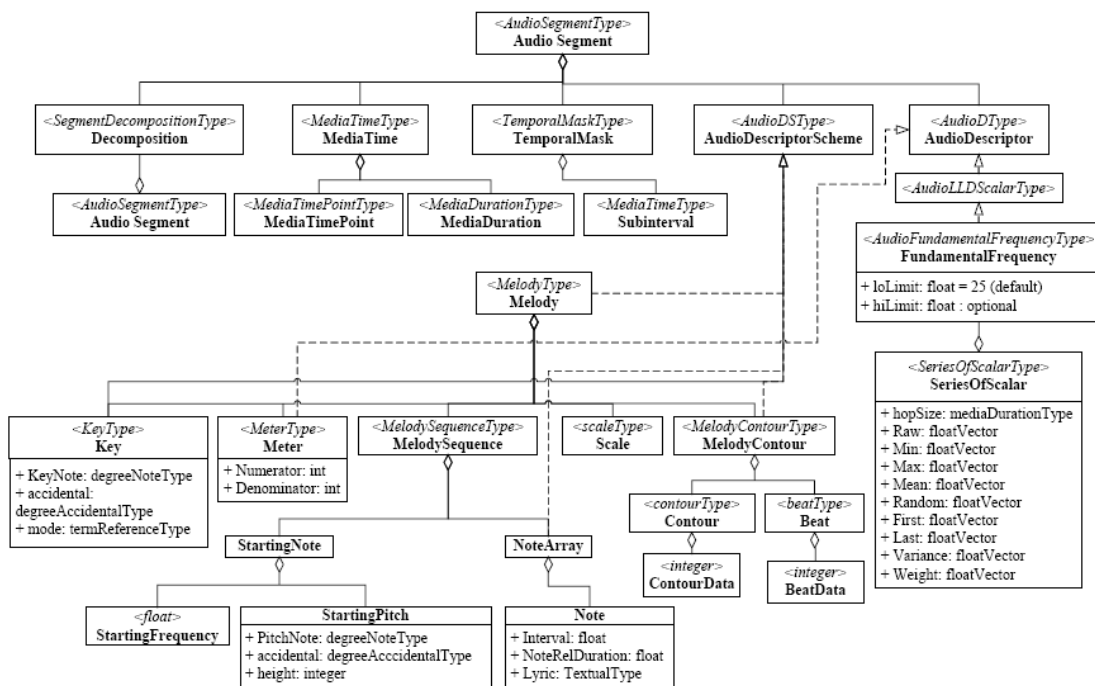 <AudioSegmentType>
Audio Segment
<SegmentDecompositionType>
Decomposition
<MediaTimeType>
MediaTime
<TemporalMaskType>
TemporalMask
<AudioDSType>
AudioDescriptorScheme
<AudioDType>
AudioDescriptor
<AudioSegmentType>
Audio Segment
<MediaTimePointType>
MediaTimePoint
<MediaDurationType>
MediaDuration
<MediaTimeType>
Subinterval
<AudioLLDScalarType>
<AudioFundamentalFrequencyType>
FundamentalFrequency
+ loLimit: float = 25 (default)
+ hiLimit: float : optional
<MelodyType>
Melody
<SeriesOfScalarType>
SeriesOfScalar
+ hopSize: mediaDurationType
+ Raw: floatVector
+ Min: floatVector
+ Max: floatVector
+ Mean: floatVector
+ Random: floatVector
+ First: floatVector
+ Last: floatVector
+ Variance: floatVector
+ Weight: floatVector
<KeyType>
Key
+ KeyNote: degreeNoteType
+ accidental:
degreeAccidentalType
+ mode: termReferenceType
<MeterType>
Meter
+ Numerator: int
+ Denominator: int
<MelodySequenceType>
MelodySequence
<scaleType>
Scale
<MelodyContourType>
MelodyContour
<contourType>
Contour
<beatType>
Beat
StartingNote
NoteArray
<integer>
ContourData
<integer>
BeatData
<float>
StartingFrequency
StartingPitch
+ PitchNote: degreeNoteType
+ accidental: degreeAcccidentalType
+ height: integer
Note
+ Interval: float
+ NoteRelDuration: float
+ Lyric: TextualType